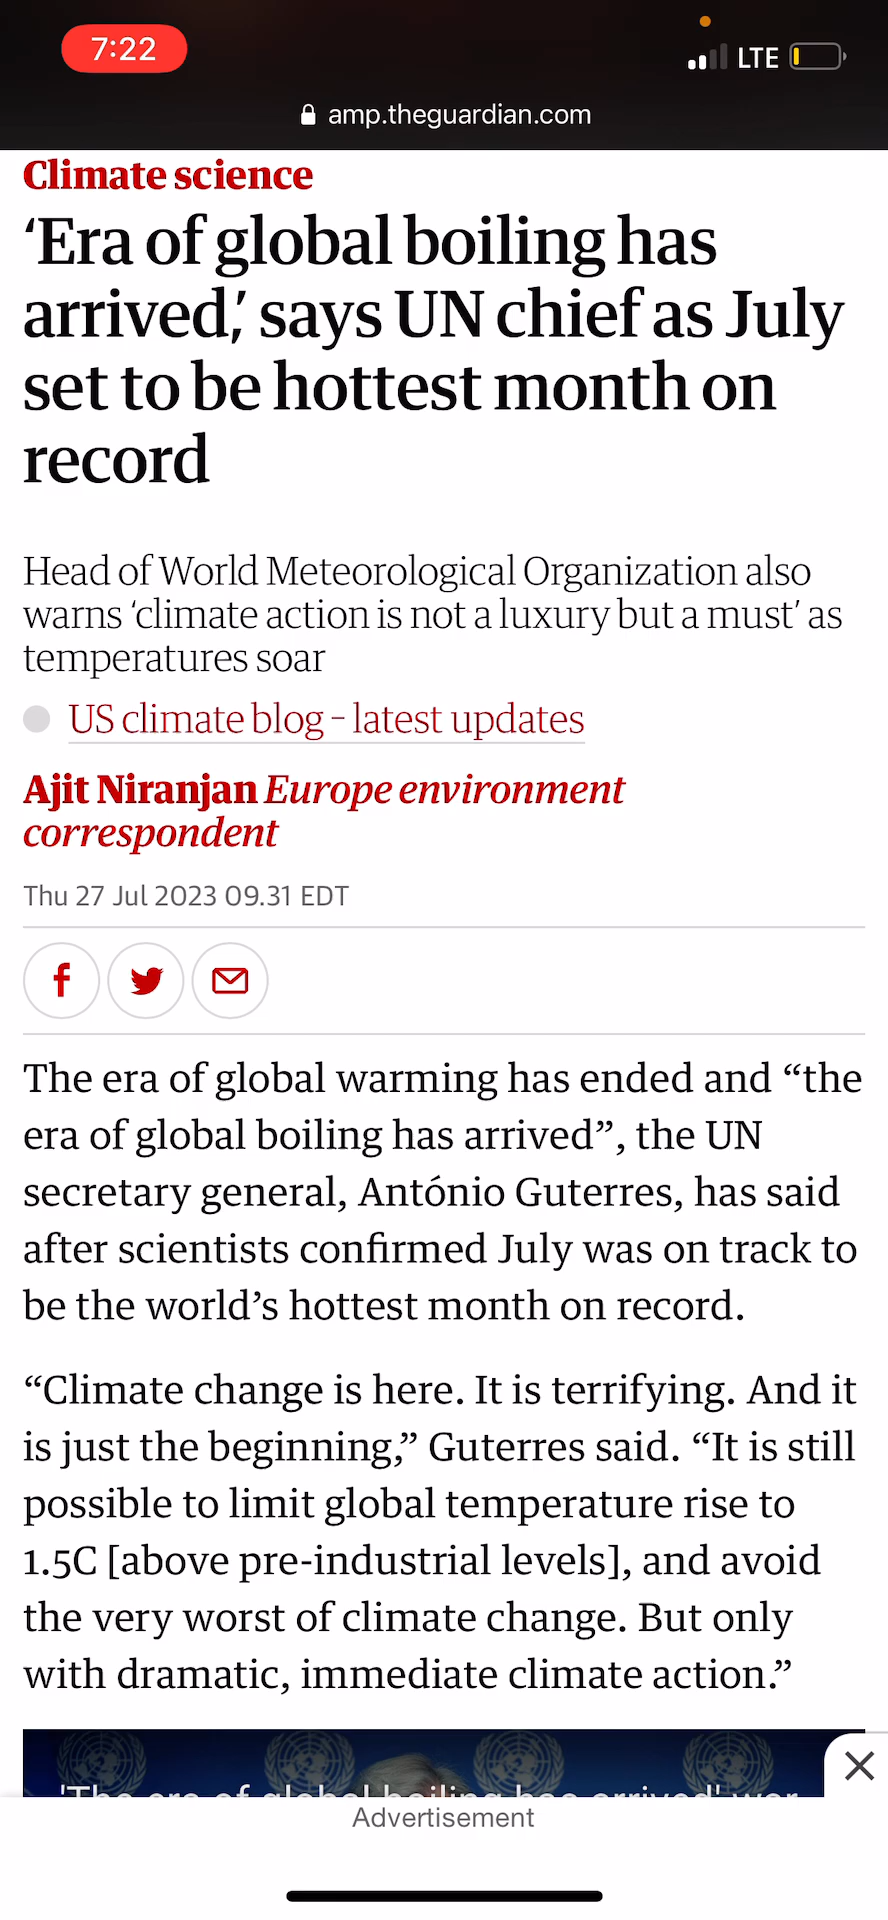 7:22
LTE
amp.theguardian.com
Climate science
‘Era of global boiling has
arrived,’ says UN chief as July
set to be hottest month on
record
Head of World Meteorological Organization also
warns ‘climate action is not a luxury but a must’ as
temperatures soar
US climate blog – latest updates
Ajit Niranjan Europe environment
correspondent
Thu 27 Jul 2023 09.31 EDT
The era of global warming has ended and “the
era of global boiling has arrived”, the UN
secretary general, António Guterres, has said
after scientists confirmed July was on track to
be the world’s hottest month on record.
“Climate change is here. It is terrifying. And it
is just the beginning,” Guterres said. “It is still
possible to limit global temperature rise to
1.5C [above pre-industrial levels], and avoid
the very worst of climate change. But only
with dramatic, immediate climate action.”
'The era of global boiling has arrived'
Advertisement